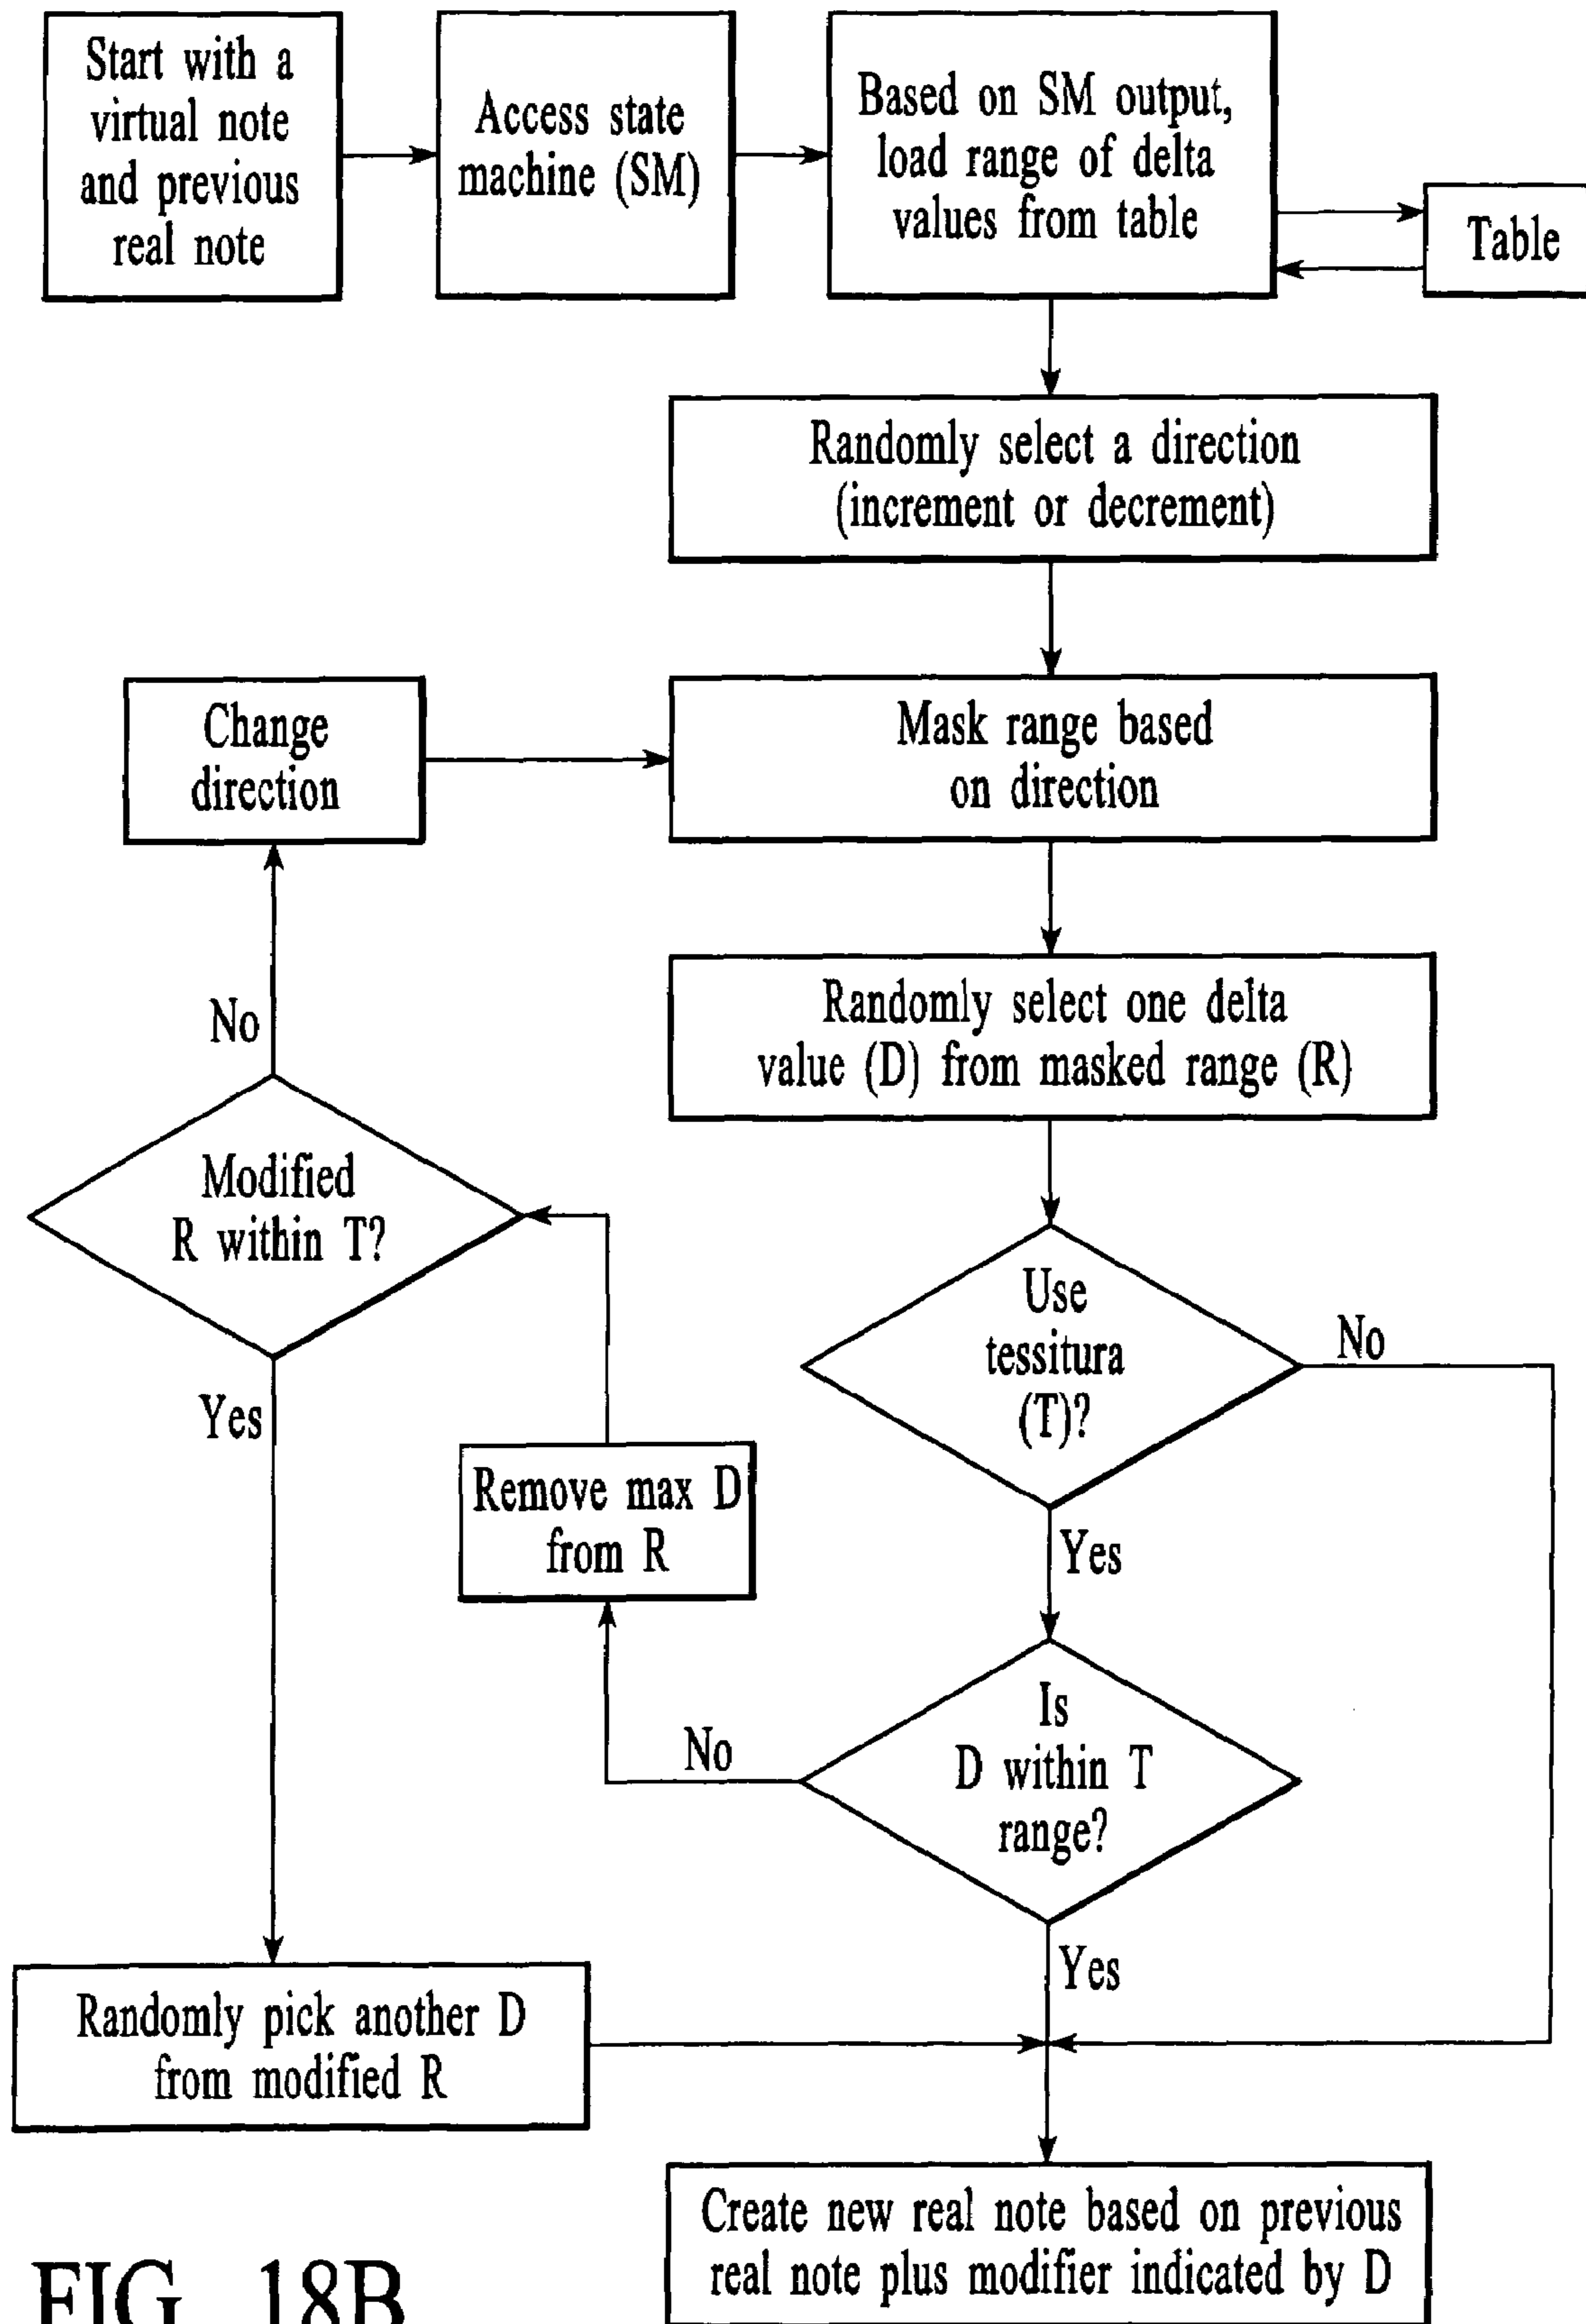 Start with a
virtual note
and previous
real note
Access state
machine (SM)
Based on SM output,
load range of delta
values from table
Table
Randomly select a direction
(increment or decrement)
Change
direction
Mask range based
on direction
No
Randomly select one delta
value (D) from masked range (R)
Modified
R within T?
Use
tessitura
(T)?
No
Yes
Remove max D
from R
Yes
Is
D within T
range?
No
Yes
Randomly pick another D
from modified R
Create new real note based on previous
real note plus modifier indicated by D
FIG. 18B